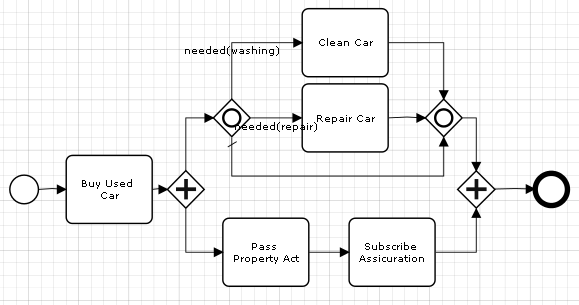 Clean Car
needed(washing)
needed(repair)
Repair Car
Buy Used
Car
Pass
Property Act
Subscribe
Assicuration